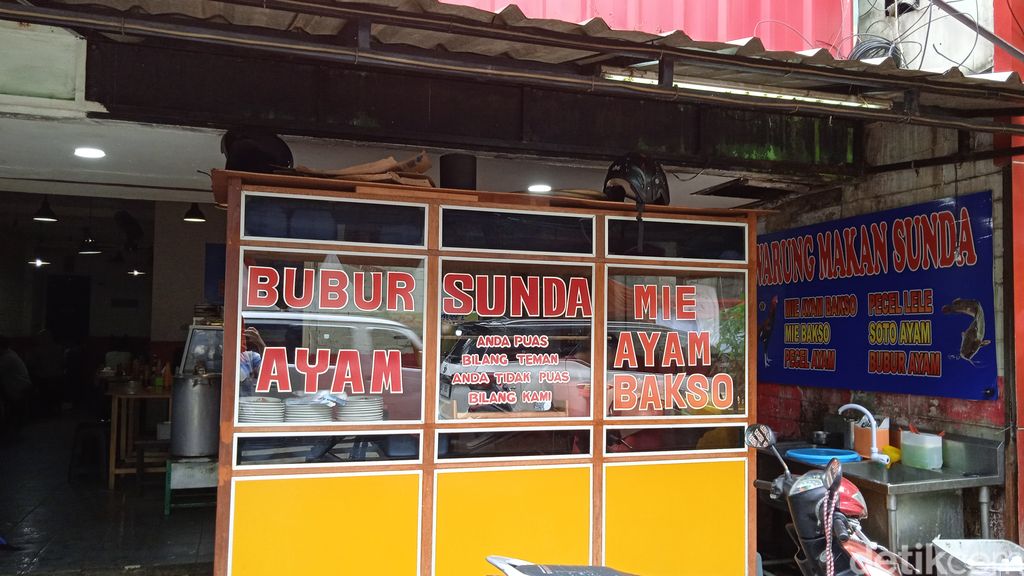 BUBUR
AYAM
SUNDA
ANDA PUAS
BILANG TEMAN
ANDA TIDAK PUAS
BILANG KAMI
MIE
AYAM
BAKSO
WARUNG MAKAN SUNDA
MIE AYAM BAKSO
MIE BAKSO
PECEL AYAM
PECEL LELE
SOTO AYAM
BUBUR AYAM
detikcom